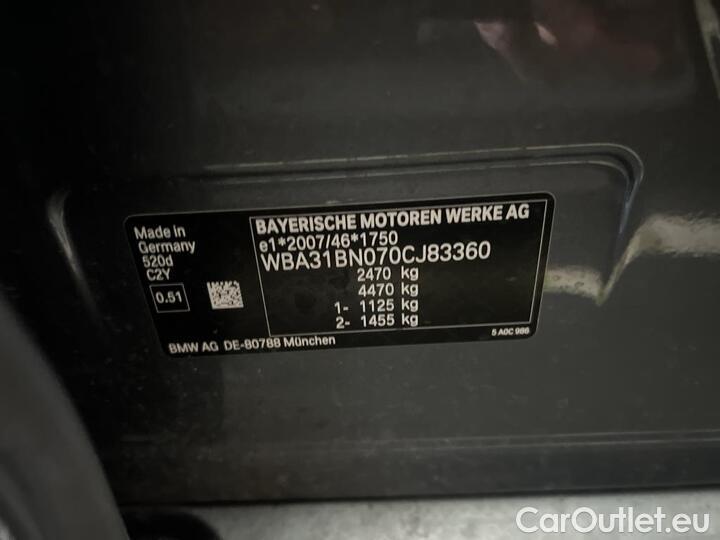 Made in
Germany
520d
C2Y
0.51
BAYERISCHE MOTOREN WERKE AG
e1*2007/46*1750
WBA31BN070CJ83360
2470 kg
4470 kg
1- 1125 kg
2- 1455 kg
BMW AG DE-80788 München
5 A0C 986
CarOutlet.eu